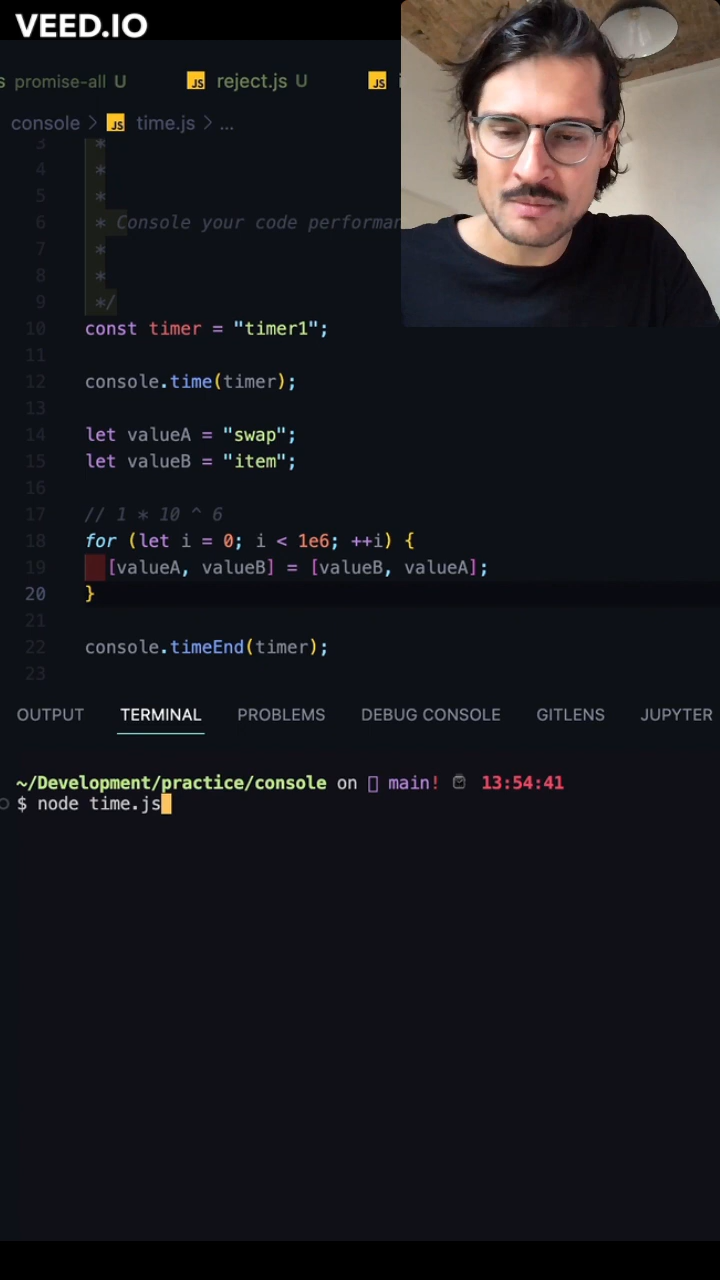 VEED.IO
s promise-all U JS reject.js U JS
console > JS time.js > ...
3 *
4 *
5 *
6 * Console your code performan
7 *
8 *
9 */
10 const timer = "timer1";
11
12 console.time(timer);
13
14 let valueA = "swap";
15 let valueB = "item";
16
17 // 1 * 10 ^ 6
18 for (let i = 0; i < 1e6; ++i) {
19 [valueA, valueB] = [valueB, valueA];
20 }
21
22 console.timeEnd(timer);
23
OUTPUT TERMINAL PROBLEMS DEBUG CONSOLE GITLENS JUPYTER
~/Development/practice/console on main! 13:54:41
$ node time.js